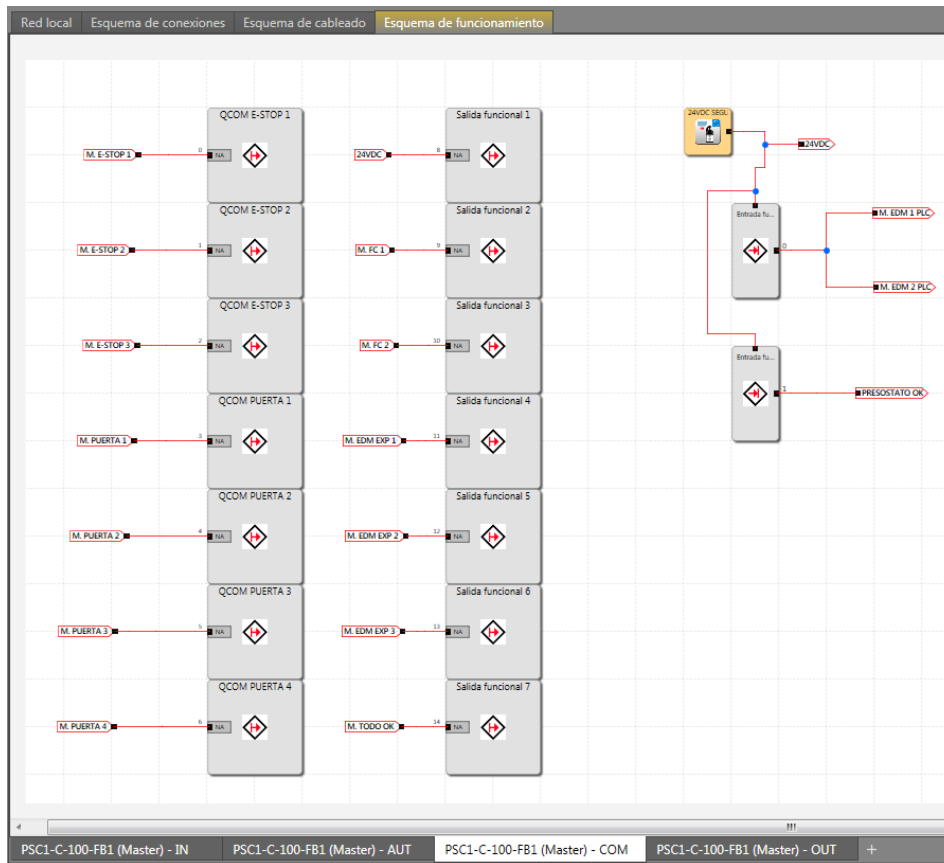 Red local
Esquema de conexiones
Esquema de cableado
Esquema de funcionamiento
QCOM E-STOP 1
M. E-STOP 1
0
NA
QCOM E-STOP 2
M. E-STOP 2
1
NA
QCOM E-STOP 3
M. E-STOP 3
2
NA
QCOM PUERTA 1
M. PUERTA 1
3
NA
QCOM PUERTA 2
M. PUERTA 2
4
NA
QCOM PUERTA 3
M. PUERTA 3
5
NA
QCOM PUERTA 4
M. PUERTA 4
6
NA
Salida funcional 1
24VDC
8
NA
Salida funcional 2
M. FC 1
9
NA
Salida funcional 3
M. FC 2
10
NA
Salida funcional 4
M. EDM EXP 1
11
NA
Salida funcional 5
M. EDM EXP 2
12
NA
Salida funcional 6
M. EDM EXP 3
13
NA
Salida funcional 7
M. TODO OK
14
NA
24VDC SEGU
24VDC
Entrada fu...
0
M. EDM 1 PLC
M. EDM 2 PLC
Entrada fu...
1
PRESOSTATO OK
PSC1-C-100-FB1 (Master) - IN
PSC1-C-100-FB1 (Master) - AUT
PSC1-C-100-FB1 (Master) - COM
PSC1-C-100-FB1 (Master) - OUT
+